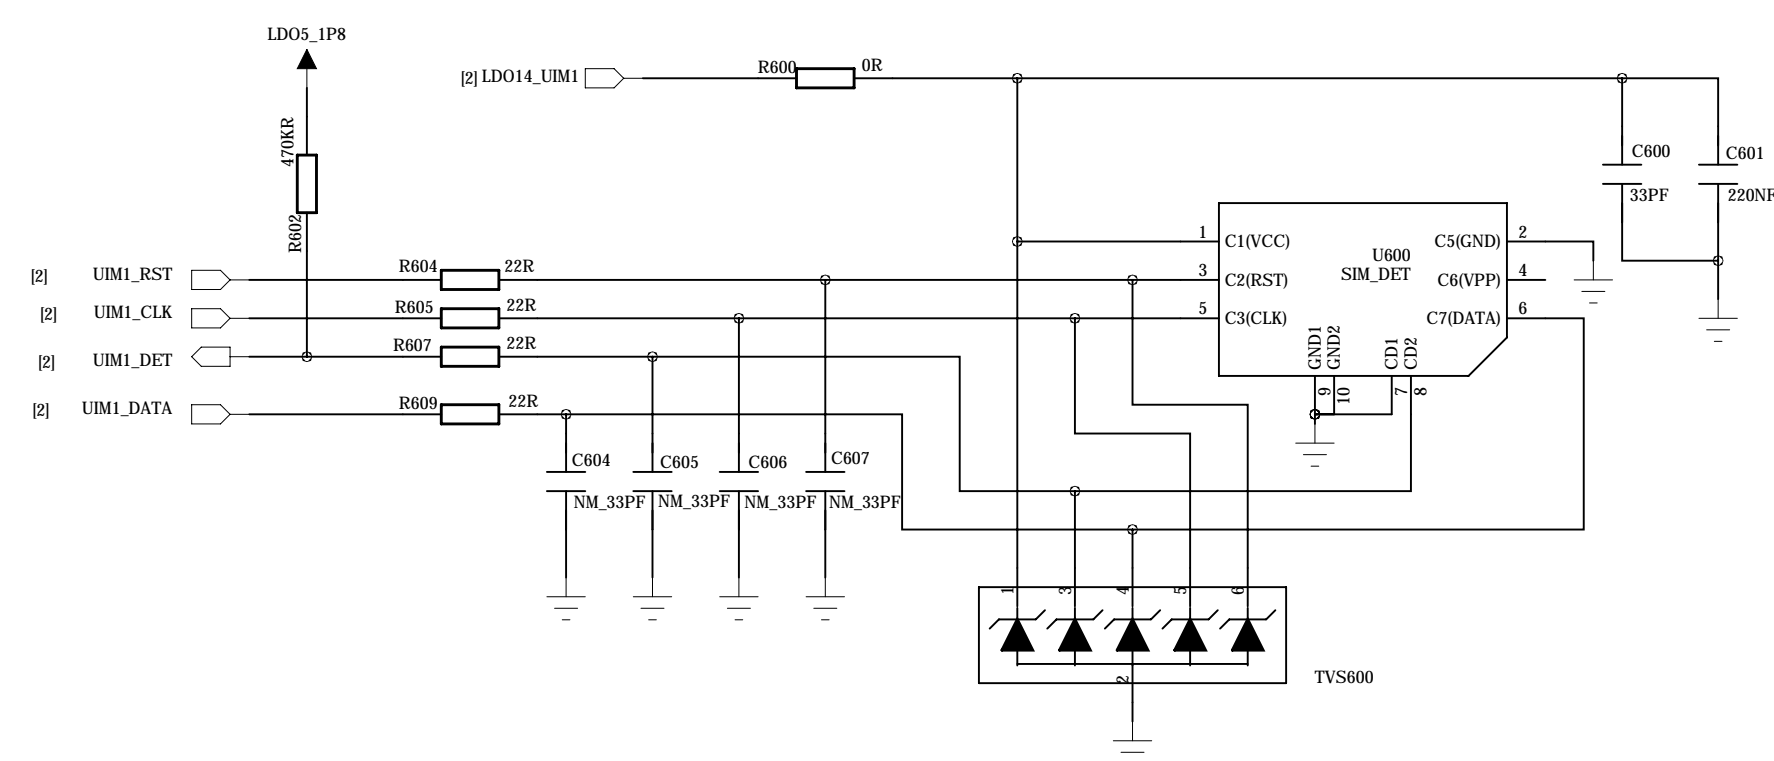 LDO5_1P8
[2] LDO14_UIM1
R600
0R
470KR
R602
C600
33PF
C601
220NF
1
C1(VCC)
C5(GND)
2
U600
SIM_DET
[2]
UIM1_RST
R604
22R
3
C2(RST)
C6(VPP)
4
[2]
UIM1_CLK
R605
22R
5
C3(CLK)
C7(DATA)
6
[2]
UIM1_DET
R607
22R
GND1
GND2
CD1
CD2
9
10
7
8
[2]
UIM1_DATA
R609
22R
C604
NM_33PF
C605
NM_33PF
C606
NM_33PF
C607
NM_33PF
1
3
4
5
6
2
TVS600